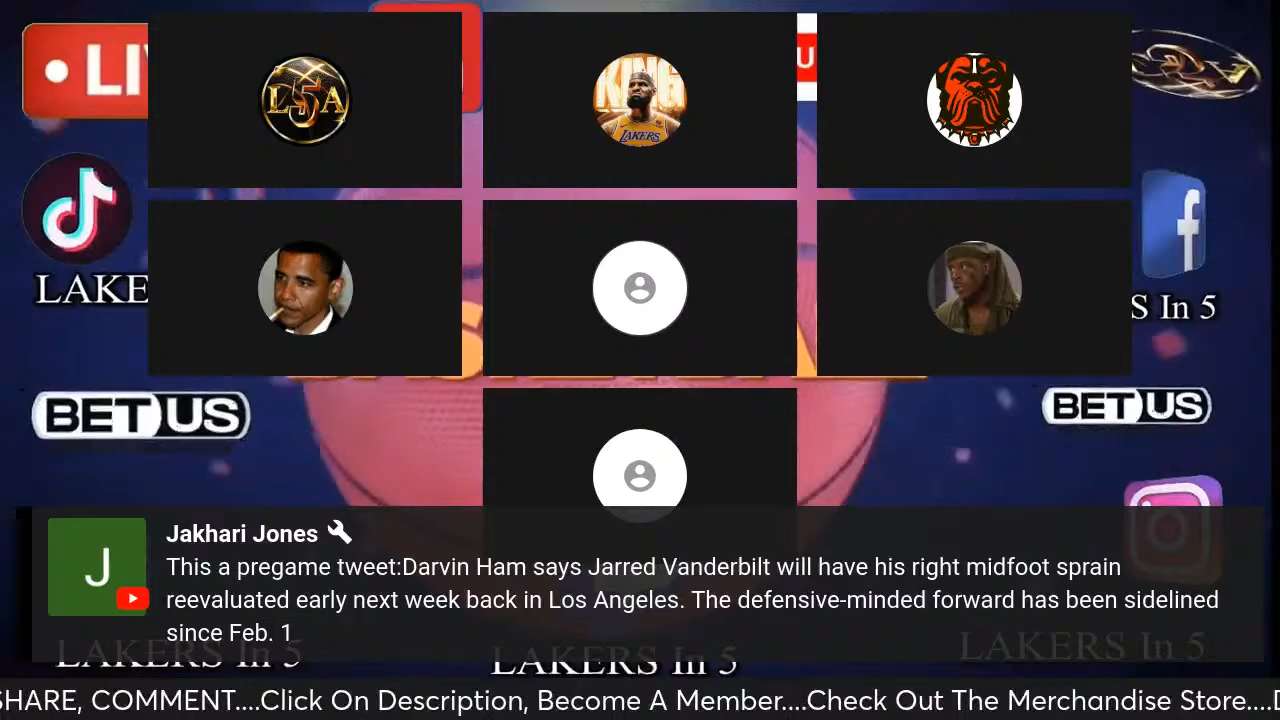 LI
L5A
KING
LAKERS
U
LAKE
S In 5
BETUS
BETUS
J
Jakhari Jones
This a pregame tweet:Darvin Ham says Jarred Vanderbilt will have his right midfoot sprain
reevaluated early next week back in Los Angeles. The defensive-minded forward has been sidelined
since Feb. 1
LAKERS In 5
LAKERS In 5
LAKERS In 5
SHARE, COMMENT....Click On Description, Become A Member....Check Out The Merchandise Store....D